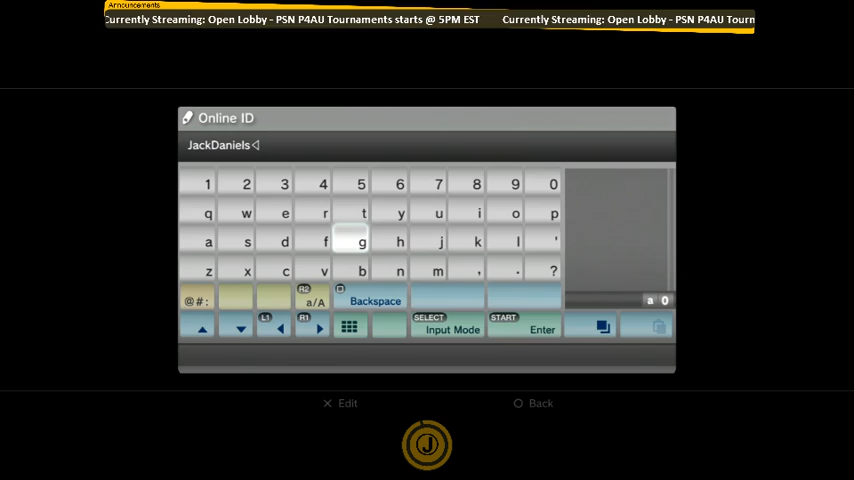 Announcements
Currently Streaming: Open Lobby - PSN P4AU Tournaments starts @ 5PM EST Currently Streaming: Open Lobby - PSN P4AU Tourn
Online ID
JackDaniels
1 2 3 4 5 6 7 8 9 0
q w e r t y u i o p
a s d f g h j k l '
z x c v b n m , . ?
@#: R2 a/A Backspace a 0
L1 R1 SELECT Input Mode START Enter
Edit Back
J